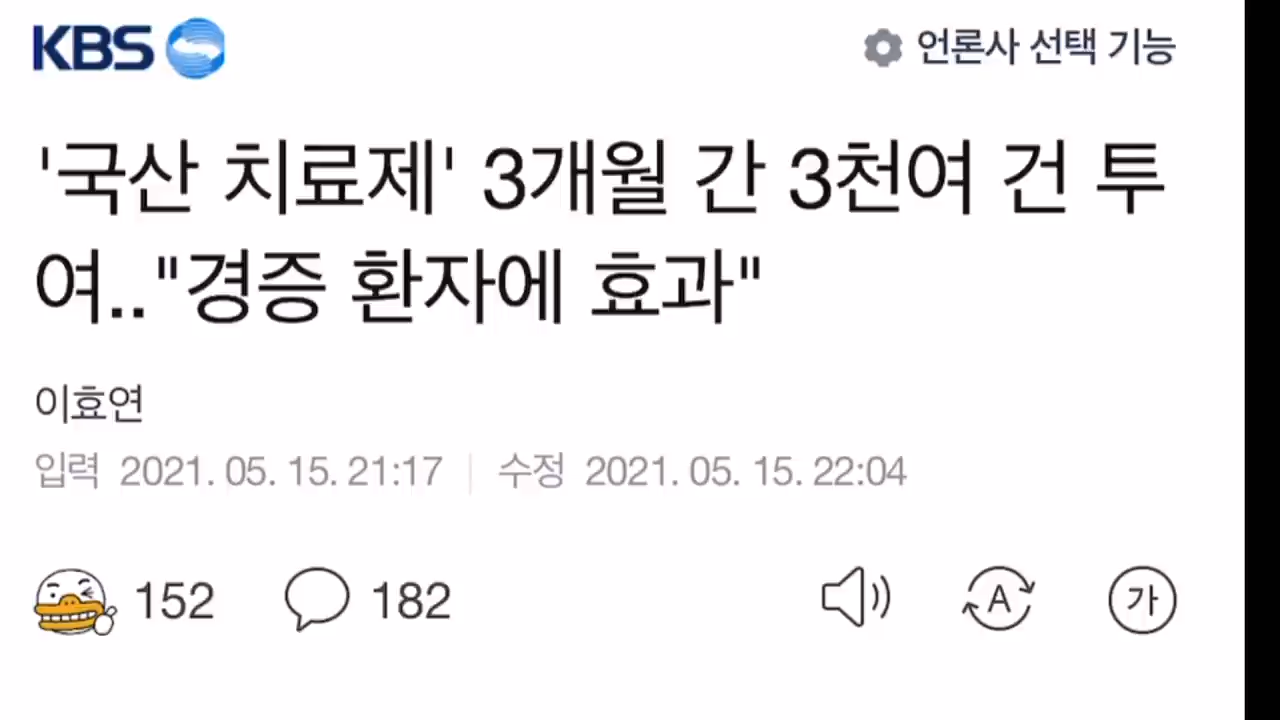 KBS
언론사 선택 기능
'국산 치료제' 3개월 간 3천여 건 투
여.."경증 환자에 효과"
이효연
입력 2021. 05. 15. 21:17 | 수정 2021. 05. 15. 22:04
152 182 A 가